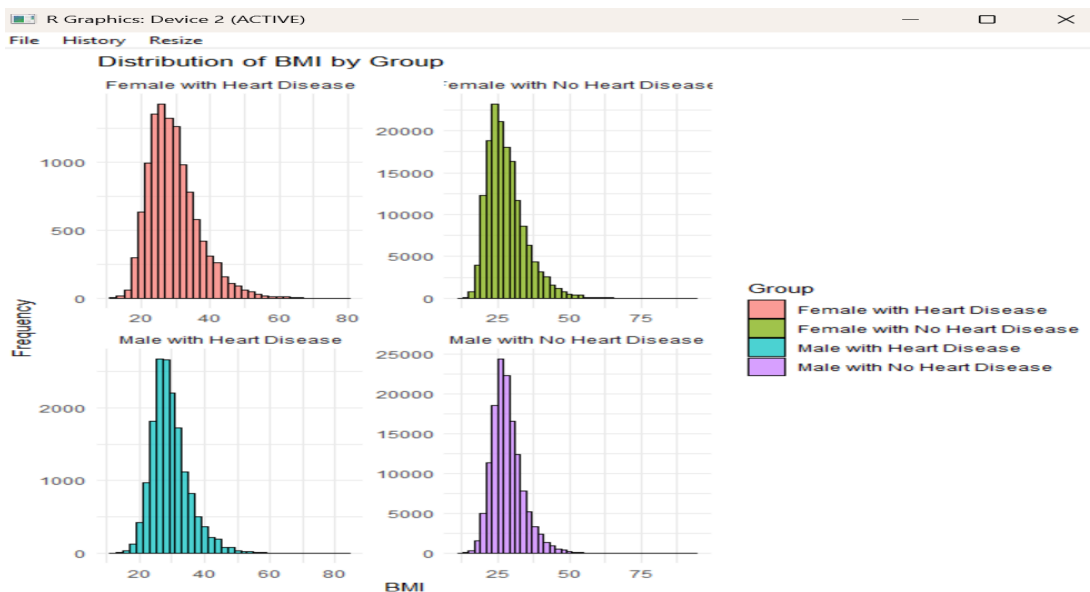 R Graphics: Device 2 (ACTIVE)
File History Resize
Distribution of BMI by Group
Female with Heart Disease
Female with No Heart Disease
1000
500
0
20 40 60 80
20000
15000
10000
5000
0
25 50 75
Frequency
Male with Heart Disease
Male with No Heart Disease
2000
1000
0
20 40 60 80
25000
20000
15000
10000
5000
0
25 50 75
BMI
Group
Female with Heart Disease
Female with No Heart Disease
Male with Heart Disease
Male with No Heart Disease